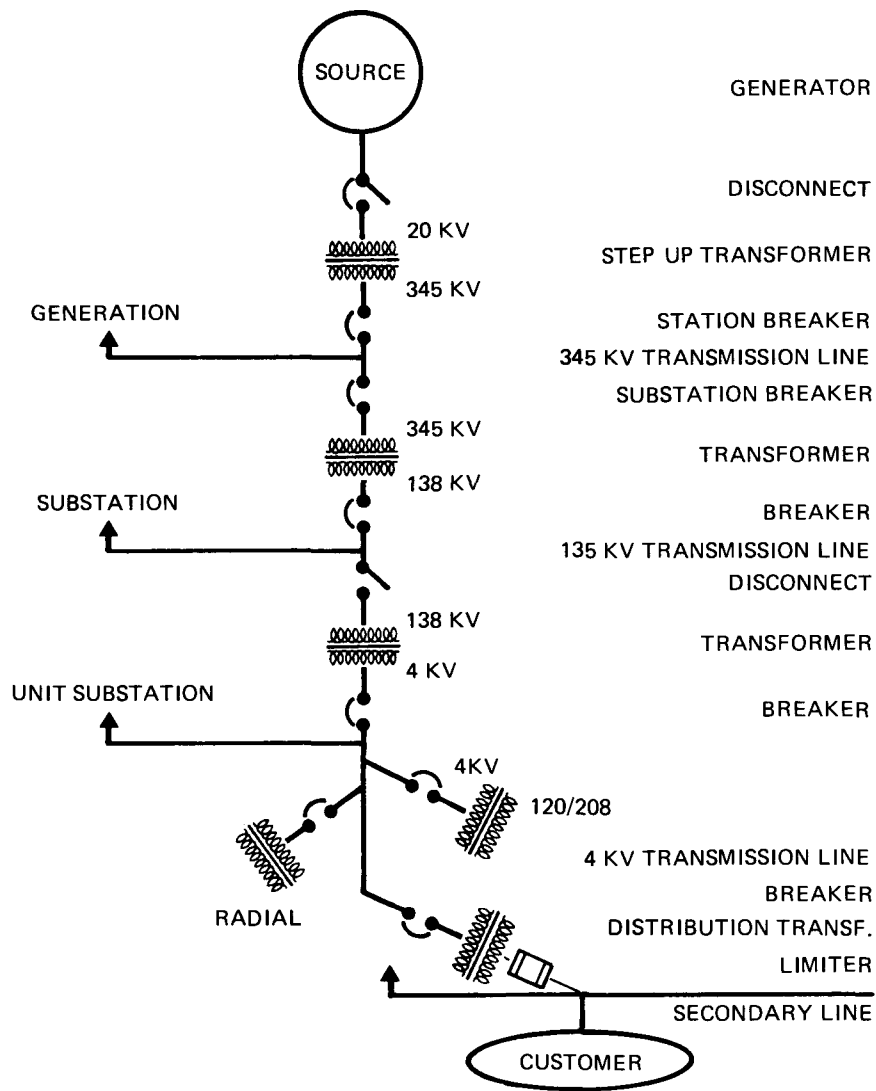 SOURCE
GENERATOR
DISCONNECT
20 KV
STEP UP TRANSFORMER
345 KV
GENERATION
STATION BREAKER
345 KV TRANSMISSION LINE
SUBSTATION BREAKER
345 KV
TRANSFORMER
138 KV
SUBSTATION
BREAKER
135 KV TRANSMISSION LINE
DISCONNECT
138 KV
TRANSFORMER
4 KV
UNIT SUBSTATION
BREAKER
4KV
120/208
4 KV TRANSMISSION LINE
BREAKER
RADIAL
DISTRIBUTION TRANSF.
LIMITER
SECONDARY LINE
CUSTOMER